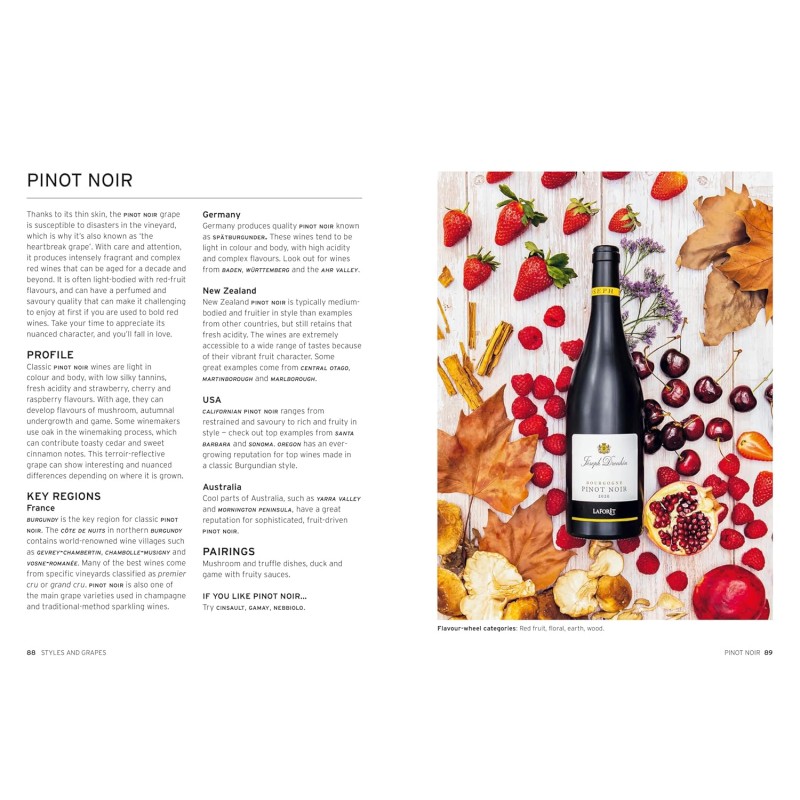 PINOT NOIR
Thanks to its thin skin, the PINOT NOIR grape
is susceptible to disasters in the vineyard,
which is why it's also known as 'the
heartbreak grape'. With care and attention,
it produces intensely fragrant and complex
red wines that can be aged for a decade and
beyond. It is often light-bodied with red-fruit
flavours, and can have a perfumed and
savoury quality that can make it challenging
to enjoy at first if you are used to bold red
wines. Take your time to appreciate its
nuanced character, and you'll fall in love.
PROFILE
Classic PINOT NOIR wines are light in
colour and body, with low silky tannins,
fresh acidity and strawberry, cherry and
raspberry flavours. With age, they can
develop flavours of mushroom, autumnal
undergrowth and game. Some winemakers
use oak in the winemaking process, which
can contribute toasty cedar and sweet
cinnamon notes. This terroir-reflective
grape can show interesting and nuanced
differences depending on where it is grown.
KEY REGIONS
France
BURGUNDY is the key region for classic PINOT
NOIR. The CÔTE DE NUITS in northern BURGUNDY
contains world-renowned wine villages such
as GEVREY-CHAMBERTIN, CHAMBOLLE-MUSIGNY and
VOSNE-ROMANÉE. Many of the best wines come
from specific vineyards classified as premier
cru or grand cru. PINOT NOIR is also one of
the main grape varieties used in champagne
and traditional-method sparkling wines.
Germany
Germany produces quality PINOT NOIR known
as SPÄTBURGUNDER. These wines tend to be
light in colour and body, with high acidity
and complex flavours. Look out for wines
from BADEN, WÜRTTEMBERG and the AHR VALLEY.
New Zealand
New Zealand PINOT NOIR is typically medium-
bodied and fruitier in style than examples
from other countries, but still retains that
fresh acidity. The wines are extremely
accessible to a wide range of tastes because
of their vibrant fruit character. Some
great examples come from CENTRAL OTAGO,
MARTINBOROUGH and MARLBOROUGH.
USA
CALIFORNIAN PINOT NOIR ranges from
restrained and savoury to rich and fruity in
style – check out top examples from SANTA
BARBARA and SONOMA. OREGON has an ever-
growing reputation for top wines made in
a classic Burgundian style.
Australia
Cool parts of Australia, such as YARRA VALLEY
and MORNINGTON PENINSULA, have a great
reputation for sophisticated, fruit-driven
PINOT NOIR.
PAIRINGS
Mushroom and truffle dishes, duck and
game with fruity sauces.
IF YOU LIKE PINOT NOIR...
Try CINSAULT, GAMAY, NEBBIOLO.
88 STYLES AND GRAPES
JOSEPH
Joseph Drouhin
BOURGOGNE
PINOT NOIR
2020
LAFORÊT
Flavour-wheel categories: Red fruit, floral, earth, wood.
PINOT NOIR 89